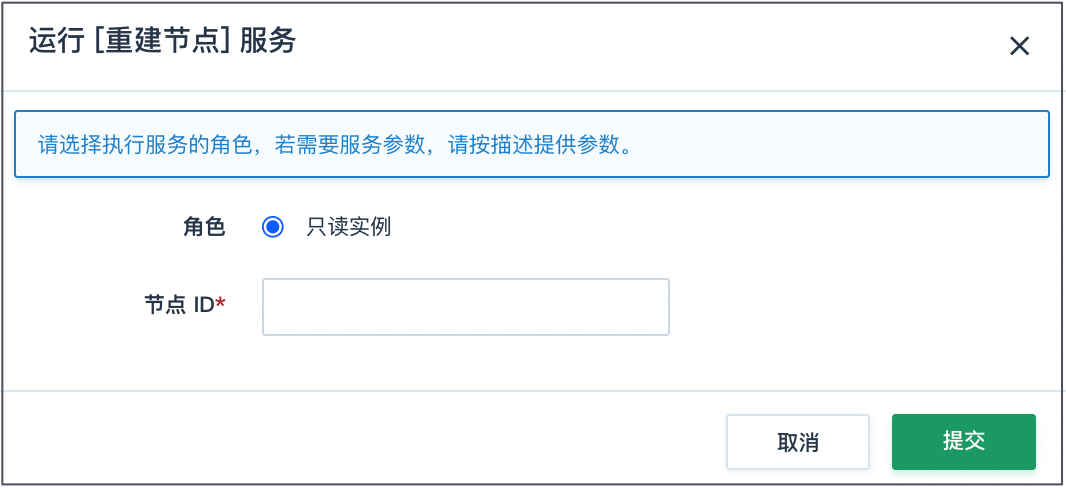 运行 [重建节点] 服务
请选择执行服务的角色，若需要服务参数，请按描述提供参数。
角色 只读实例
节点 ID*
取消 提交